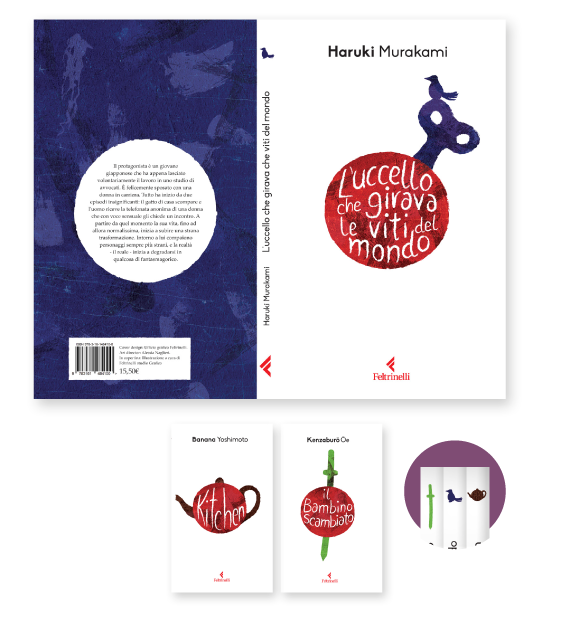 Haruki Murakami
L'uccello
che girava
le viti del
mondo
Feltrinelli
Haruki Murakami L'uccello che girava che viti del mondo
Il protagonista è un giovane
giapponese che ha appena lasciato
volontariamente il lavoro in uno studio di
avvocati. È felicemente sposato con una
donna in carriera. Tutto ha inizio da due
episodi insignificanti: il gatto di casa scompare e
l'uomo riceve la telefonata anonima di una donna
che con voce sensuale gli chiede un incontro. A
partire da quel momento la sua vita, fino ad
allora normalissima, inizia a subire una strana
trasformazione. Intorno a lui compaiono
personaggi sempre più strani, e la realtà
- il reale - inizia a degradarsi in
qualcosa di fantasmagorico.
15,50€
Banana Yoshimoto
Kitchen
Feltrinelli
Kenzaburō Oe
il
Bambino
scambiato
Feltrinelli